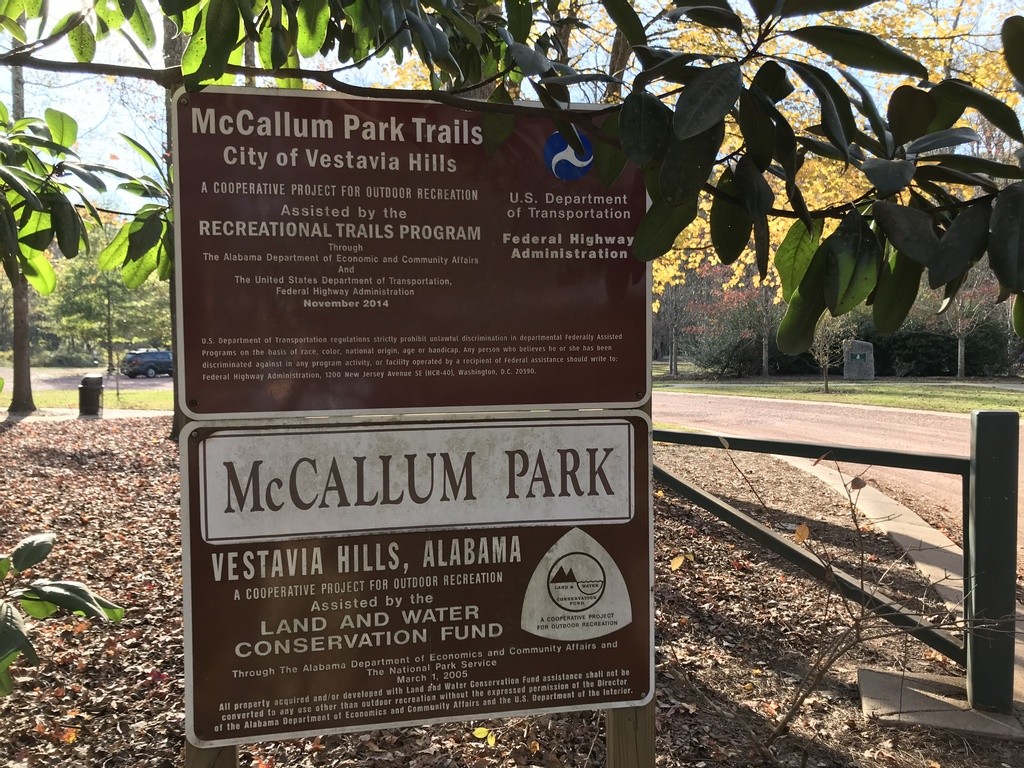 McCallum Park Trails
City of Vestavia Hills
A COOPERATIVE PROJECT FOR OUTDOOR RECREATION
Assisted by the
RECREATIONAL TRAILS PROGRAM
Through
The Alabama Department of Economic and Community Affairs
And
The United States Department of Transportation,
Federal Highway Administration
November 2014
U.S. Department
of Transportation
Federal Highway
Administration
U.S. Department of Transportation regulations strictly prohibit unlawful discrimination in departmental Federally Assisted
Programs on the basis of race, color, national origin, age or handicap. Any person who believes he or she has been
discriminated against in any program activity, or facility operated by a recipient of Federal assistance should write to:
Federal Highway Administration, 1200 New Jersey Avenue SE (HCR-40), Washington, D.C. 20590.
McCALLUM PARK
VESTAVIA HILLS, ALABAMA
A COOPERATIVE PROJECT FOR OUTDOOR RECREATION
Assisted by the
LAND AND WATER
CONSERVATION FUND
LAND & WATER
CONSERVATION
FUND
A COOPERATIVE PROJECT
FOR OUTDOOR RECREATION
Through The Alabama Department of Economics and Community Affairs and
The National Park Service
March 1, 2005
All property acquired and/or developed with Land and Water Conservation Fund assistance shall not be
converted to any use other than outdoor recreation without the expressed permission of the Director
of the Alabama Department of Economics and Community Affairs and the U.S. Department of the Interior.